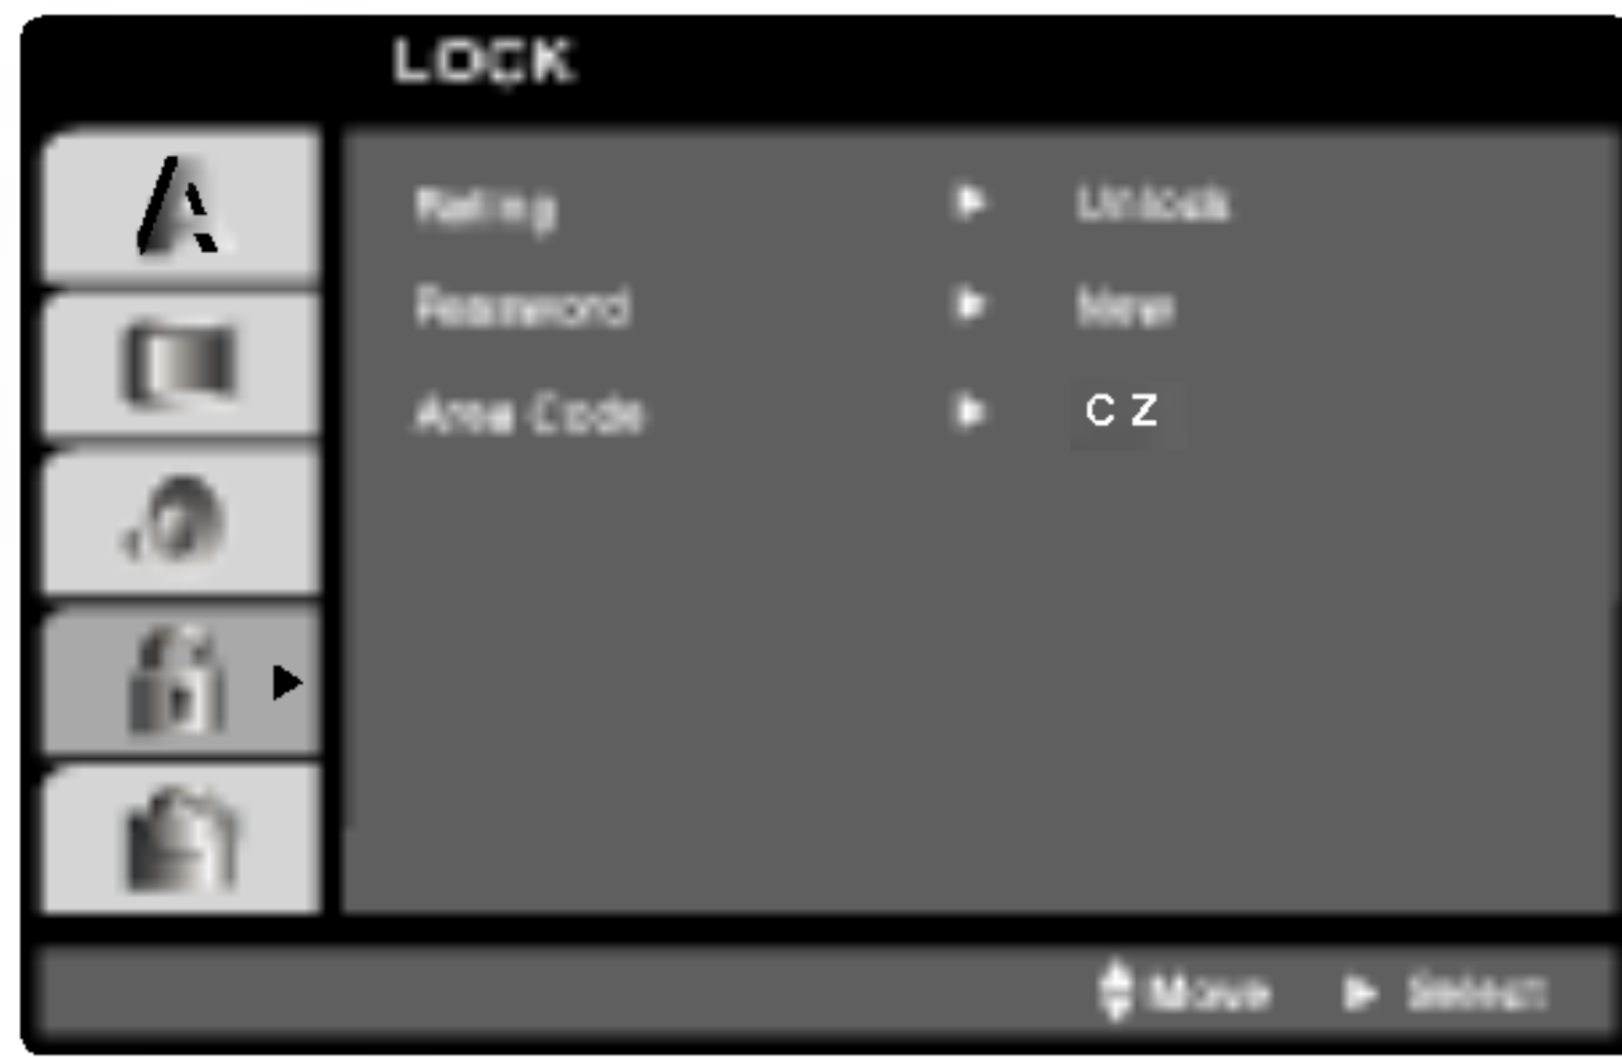 LOCK
Rating Unlock
Password New
Area Code C Z
Move Select